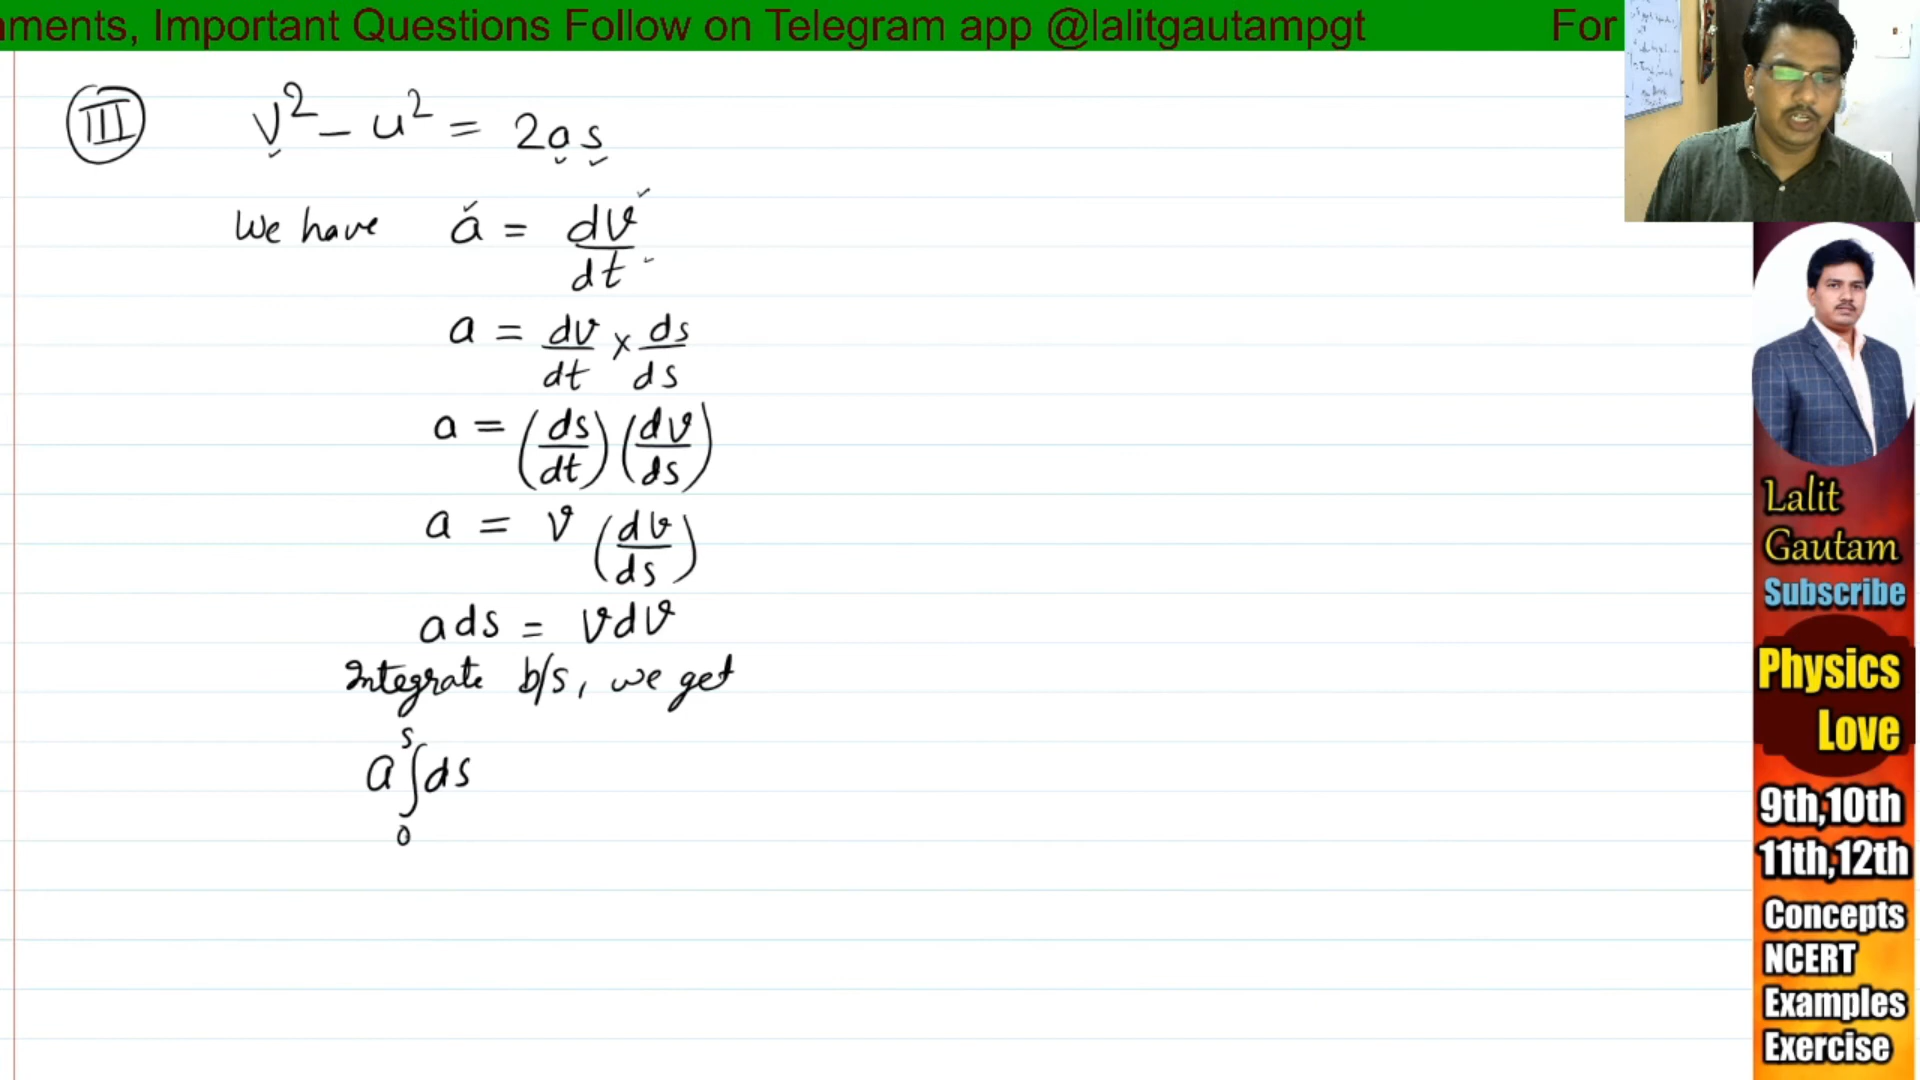 nments, Important Questions Follow on Telegram app @lalitgautampgt For
III v² - u² = 2as
We have a = dv/dt
a = dv/dt × ds/ds
a = (ds/dt)(dv/ds)
a = v (dv/ds)
ads = vdv
Integrate b/s, we get
a ∫₀ˢ ds
Lalit
Gautam
Subscribe
Physics
Love
9th,10th
11th,12th
Concepts
NCERT
Examples
Exercise